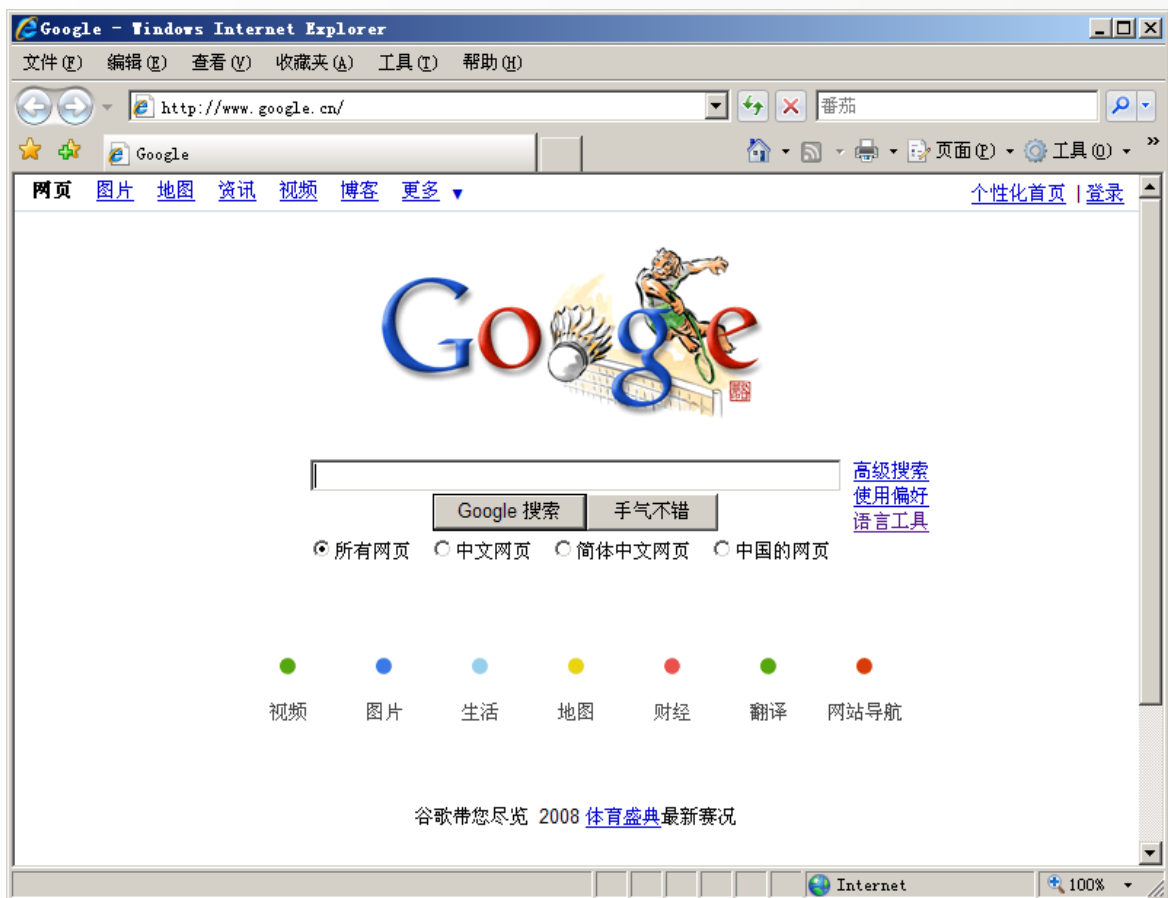 Google - Windows Internet Explorer
文件(F) 编辑(E) 查看(V) 收藏夹(A) 工具(T) 帮助(H)
http://www.google.cn/ 番茄
Google 页面(P) 工具(O) »
网页 图片 地图 资讯 视频 博客 更多 ▼ 个性化首页 | 登录
Google
高级搜索
Google 搜索 手气不错 使用偏好
语言工具
所有网页 中文网页 简体中文网页 中国的网页
视频 图片 生活 地图 财经 翻译 网站导航
谷歌带您尽览 2008 体育盛典最新赛况
Internet 100%